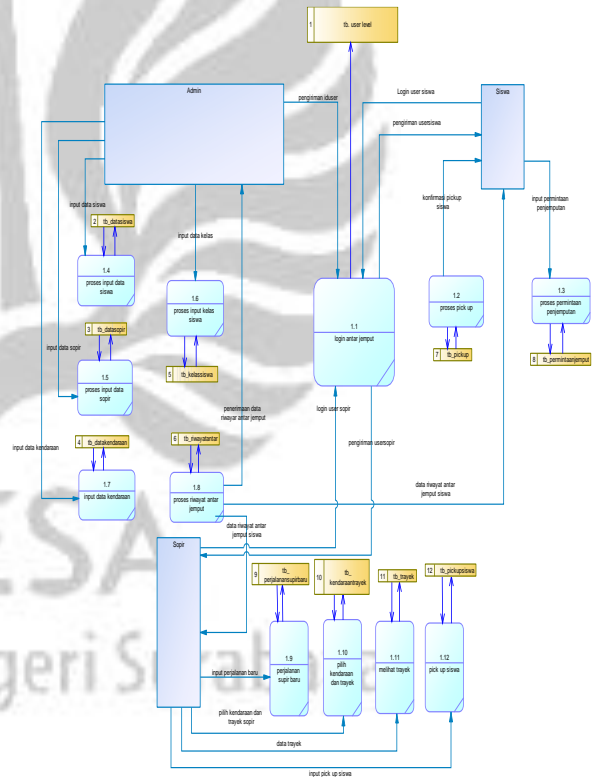 1 tb. user level
Admin
Siswa
pengiriman iduser
Login user siswa
pengiriman usersiswa
input data siswa
2 tb_datasiswa
input data kelas
konfirmasi pickup
siswa
input permintaan
penjemputan
1.4
proses input data
siswa
1.6
proses input kelas
siswa
1.1
login antar jemput
1.2
proses pick up
1.3
proses permintaan
penjemputan
3 tb_datasopir
input data sopir
5 tb_kelassiswa
7 tb_pickup
8 tb_permintaanjemput
1.5
proses input data
sopir
penerimaan data
riwayar antar jemput
login user sopir
pengiriman usersopir
input data kendaraan
4 tb_datakendaraan
6 tb_riwayatantar
1.7
input data kendaraan
1.8
proses riwayat antar
jemput
data riwayat antar
jemput siswa
data riwayat antar
jemput siswa
Sopir
9 tb_
perjalanansupirbaru
10 tb_
kendaraantrayek
11 tb_trayek
12 tb_pickupsiswa
1.9
perjalanan
supir baru
1.10
pilih
kendaraan
dan trayek
1.11
melihat trayek
1.12
pick up siswa
input perjalanan baru
pilih kendaraan dan
trayek sopir
data trayek
input pick up siswa
ESA
geri Su